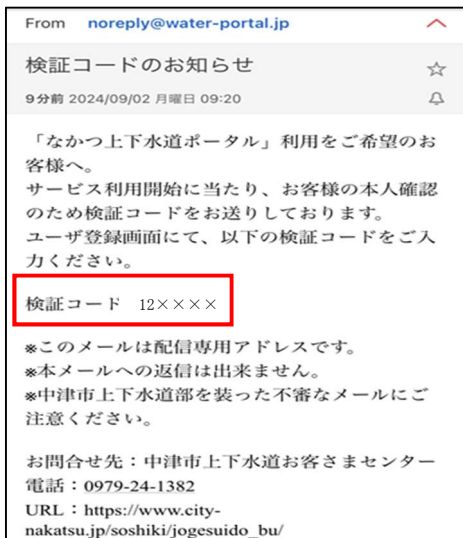 From noreply@water-portal.jp
検証コードのお知らせ
9分前 2024/09/02 月曜日 09:20
「なかつ上下水道ポータル」利用をご希望のお
客様へ。
サービス利用開始に当たり、お客様の本人確認
のため検証コードをお送りしております。
ユーザ登録画面にて、以下の検証コードをご入
力ください。
検証コード 12××××
※このメールは配信専用アドレスです。
※本メールへの返信は出来ません。
※中津市上下水道部を装った不審なメールにご
注意ください。
お問合せ先：中津市上下水道お客さまセンター
電話：0979-24-1382
URL：https://www.city-
nakatsu.jp/soshiki/jogesuido_bu/